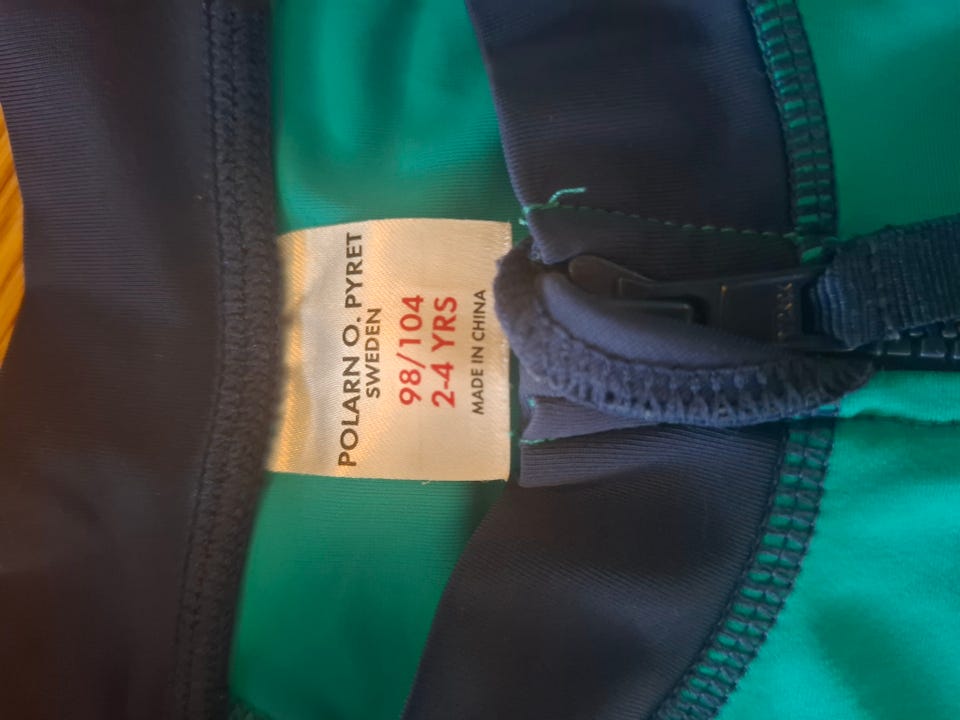 POLARN O. PYRET
SWEDEN
98/104
2-4 YRS
MADE IN CHINA